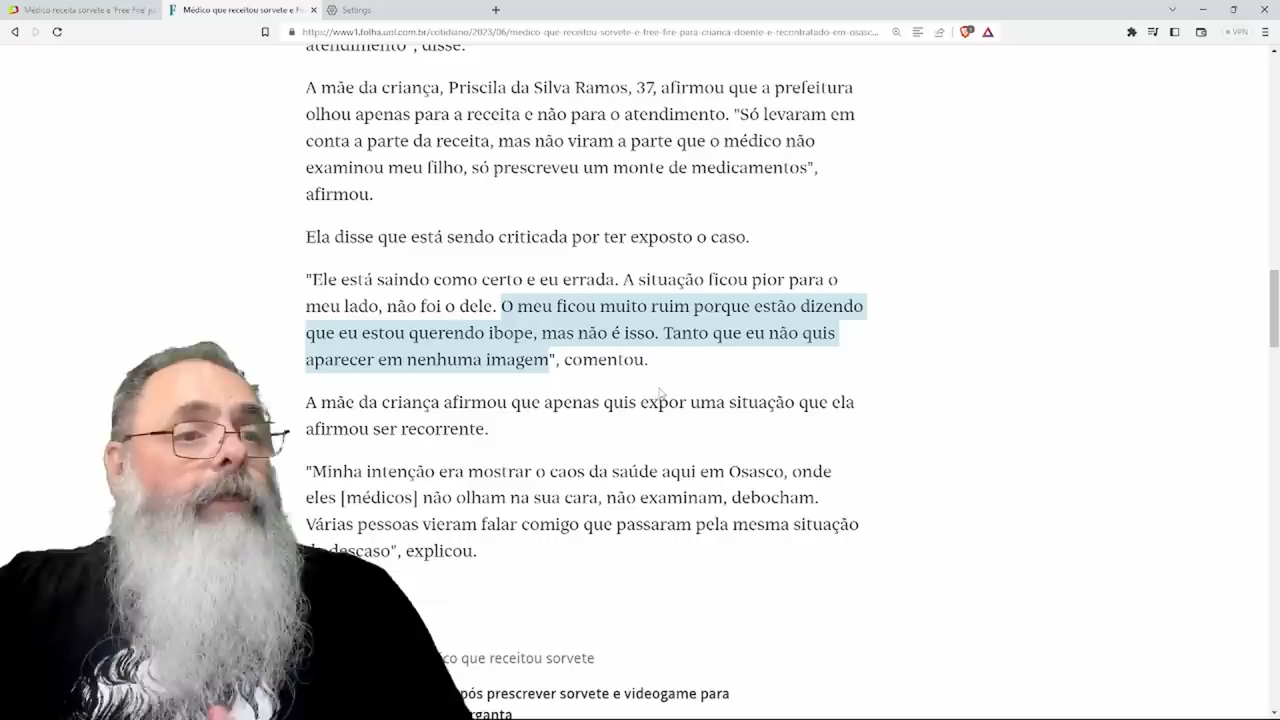 Médico receita sorvete e 'Free Fire' ju
Médico que receitou sorvete e Fr
Settings
https://www1.folha.uol.com.br/cotidiano/2023/06/medico-que-receitou-sorvete-e-free-fire-para-crianca-doente-e-recontratado-em-osasc...
VPN
atendimento", disse.
A mãe da criança, Priscila da Silva Ramos, 37, afirmou que a prefeitura
olhou apenas para a receita e não para o atendimento. "Só levaram em
conta a parte da receita, mas não viram a parte que o médico não
examinou meu filho, só prescreveu um monte de medicamentos",
afirmou.
Ela disse que está sendo criticada por ter exposto o caso.
"Ele está saindo como certo e eu errada. A situação ficou pior para o
meu lado, não foi o dele. O meu ficou muito ruim porque estão dizendo
que eu estou querendo ibope, mas não é isso. Tanto que eu não quis
aparecer em nenhuma imagem", comentou.
A mãe da criança afirmou que apenas quis expor uma situação que ela
afirmou ser recorrente.
"Minha intenção era mostrar o caos da saúde aqui em Osasco, onde
eles [médicos] não olham na sua cara, não examinam, debocham.
Várias pessoas vieram falar comigo que passaram pela mesma situação
descaso", explicou.
que receitou sorvete
prescrever sorvete e videogame para